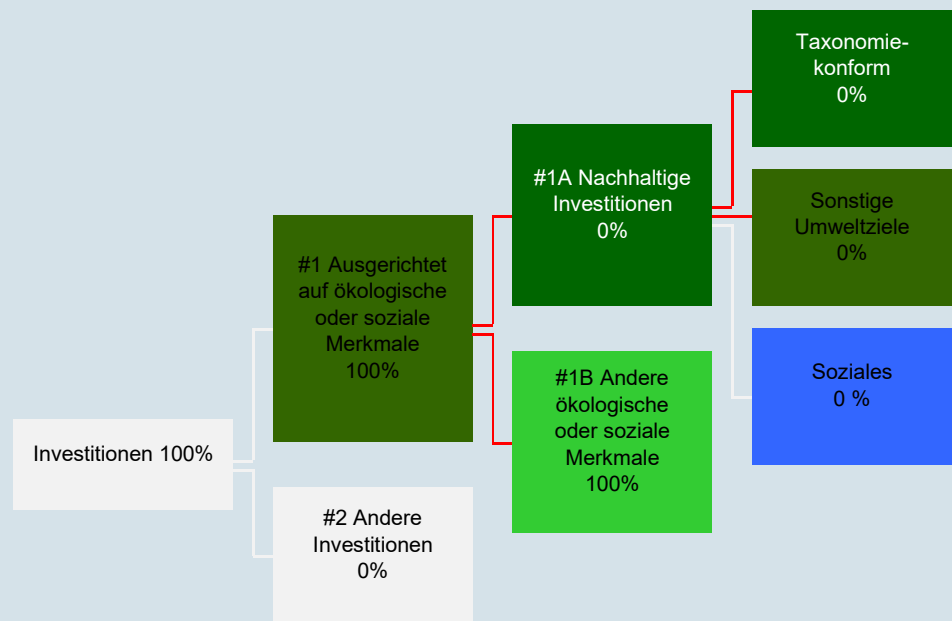 Investitionen 100%
#1 Ausgerichtet
auf ökologische
oder soziale
Merkmale
100%
#2 Andere
Investitionen
0%
#1A Nachhaltige
Investitionen
0%
#1B Andere
ökologische
oder soziale
Merkmale
100%
Taxonomie-
konform
0%
Sonstige
Umweltziele
0%
Soziales
0 %